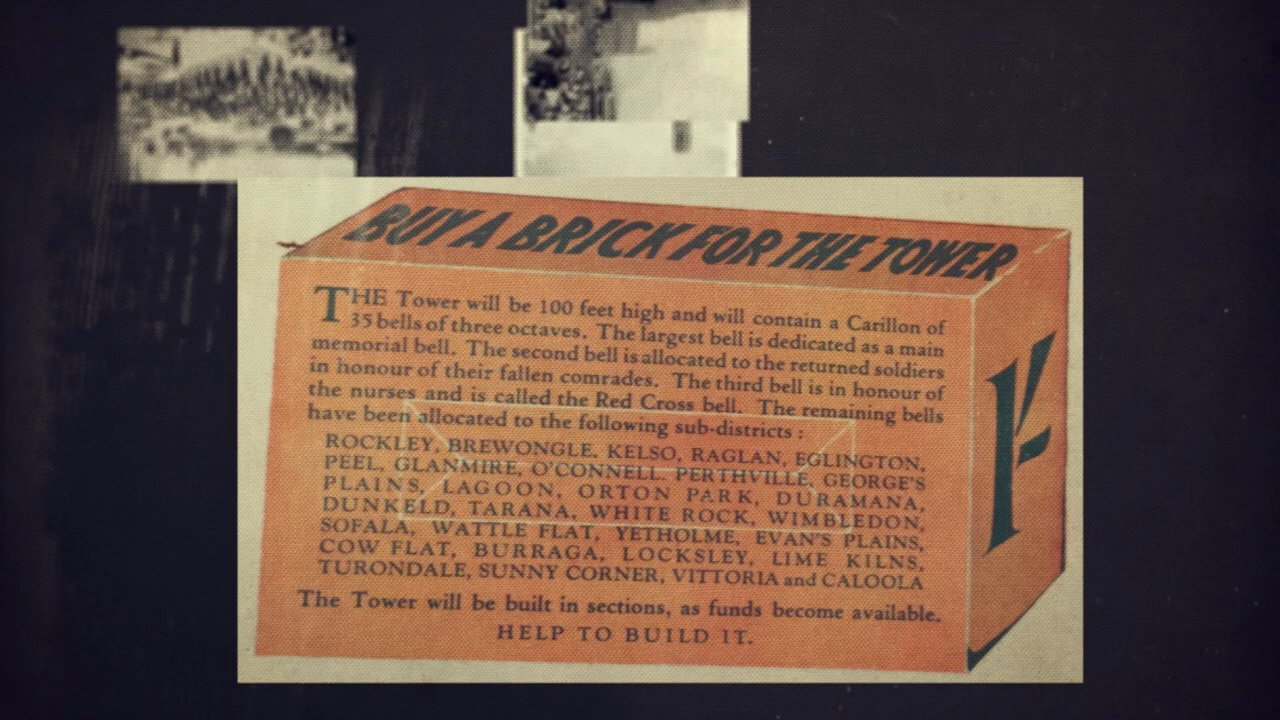 BUY A BRICK FOR THE TOWER
THE Tower will be 100 feet high and will contain a Carillon of
35 bells of three octaves. The largest bell is dedicated as a main
memorial bell. The second bell is allocated to the returned soldiers
in honour of their fallen comrades. The third bell is in honour of
the nurses and is called the Red Cross bell. The remaining bells
have been allocated to the following sub-districts :
ROCKLEY, BREWONGLE, KELSO, RAGLAN, EGLINGTON,
PEEL, GLANMIRE, O'CONNELL, PERTHVILLE, GEORGE'S
PLAINS, LAGOON, ORTON PARK, DURAMANA,
DUNKELD, TARANA, WHITE ROCK, WIMBLEDON,
SOFALA, WATTLE FLAT, YETHOLME, EVAN'S PLAINS,
COW FLAT, BURRAGA, LOCKSLEY, LIME KILNS,
TURONDALE, SUNNY CORNER, VITTORIA and CALOOLA
The Tower will be built in sections, as funds become available.
HELP TO BUILD IT.
1/-